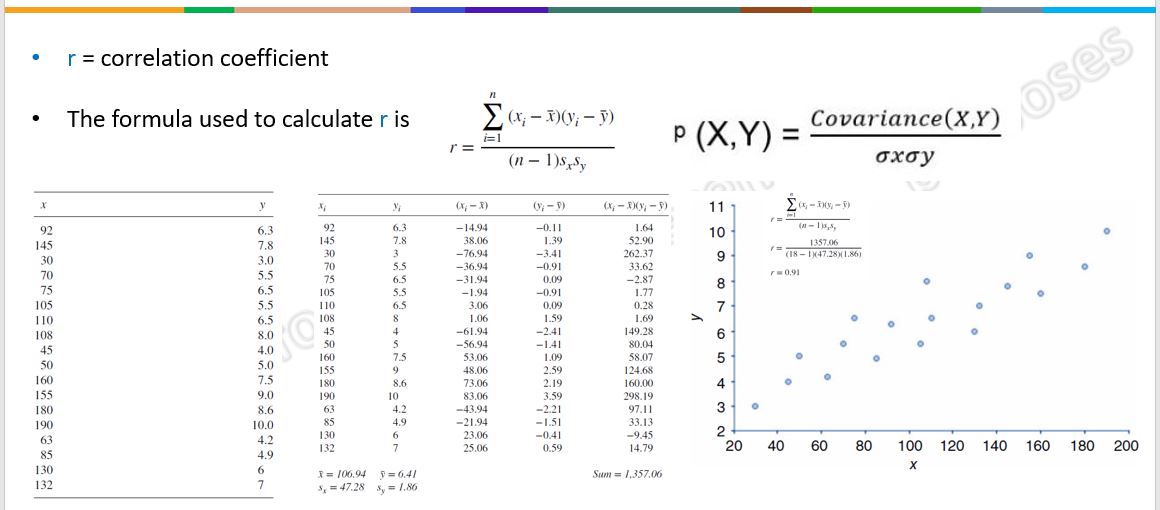 • r = correlation coefficient
• The formula used to calculate r is
r = \frac{\sum_{i=1}^{n} (x_i − x̄)(y_i − ȳ)}{(n − 1)s_x s_y}
p (X,Y) = \frac{Covariance(X,Y)}{σxσy}
x y
92 6.3
145 7.8
30 3.0
70 5.5
75 6.5
105 5.5
110 6.5
108 8.0
45 4.0
50 5.0
160 7.5
155 9.0
180 8.6
190 10.0
63 4.2
85 4.9
130 6
132 7
x_i y_i (x_i − x̄) (y_i − ȳ) (x_i − x̄)(y_i − ȳ)
92 6.3 −14.94 −0.11 1.64
145 7.8 38.06 1.39 52.90
30 3 −76.94 −3.41 262.37
70 5.5 −36.94 −0.91 33.62
75 6.5 −31.94 0.09 −2.87
105 5.5 −1.94 −0.91 1.77
110 6.5 3.06 0.09 0.28
108 8 1.06 1.59 1.69
45 4 −61.94 −2.41 149.28
50 5 −56.94 −1.41 80.04
160 7.5 53.06 1.09 58.07
155 9 48.06 2.59 124.68
180 8.6 73.06 2.19 160.00
190 10 83.06 3.59 298.19
63 4.2 −43.94 −2.21 97.11
85 4.9 −21.94 −1.51 33.13
130 6 23.06 −0.41 −9.45
132 7 25.06 0.59 14.79
x̄ = 106.94 ȳ = 6.41 Sum = 1,357.06
s_x = 47.28 s_y = 1.86
r = \frac{\sum_{i=1}^{n} (x_i − x̄)(y_i − ȳ)}{(n − 1)s_x s_y}
r = \frac{1357.06}{(18 − 1)(47.28)(1.86)}
r = 0.91
11
10
9
8
7
6
5
4
3
2
y
20 40 60 80 100 120 140 160 180 200
x
oses